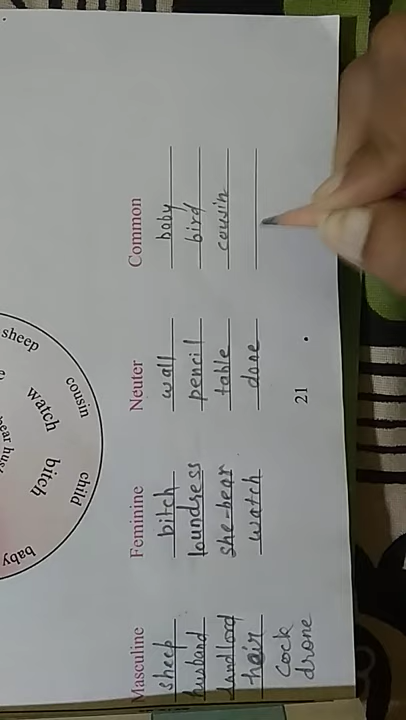 sheep
cousin
watch
bitch
child
baby
Masculine Feminine Neuter Common
sheep bitch wall baby
husband laundress pencil bird
landlord she-bear table cousin
heir watch done
cock
drone
21